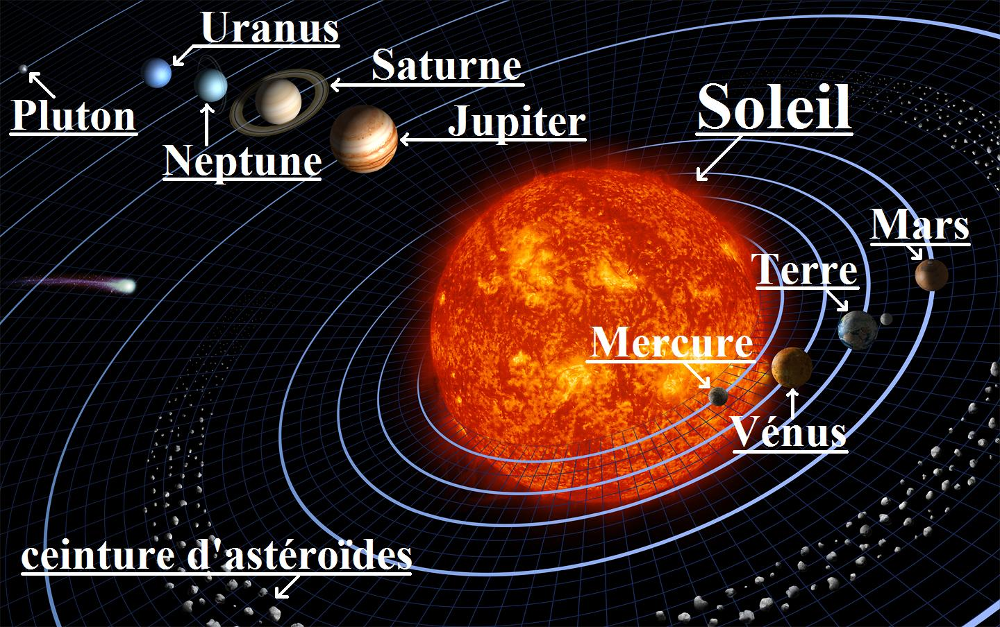 Uranus
Saturne
Soleil
Pluton
Jupiter
Neptune
Mars
Terre
Mercure
Vénus
ceinture d'astéroïdes